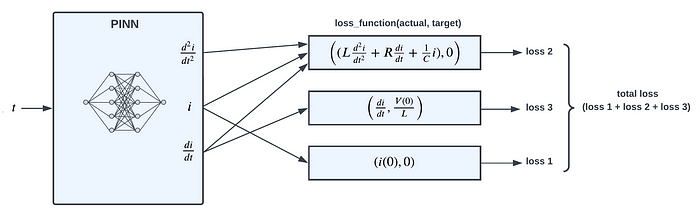 PINN
loss_function(actual, target)
d²i/dt²
((L d²i/dt² + R di/dt + 1/C i), 0)
loss 2
t
i
(di/dt, V(0)/L)
loss 3
total loss
(loss 1 + loss 2 + loss 3)
di/dt
(i(0), 0)
loss 1